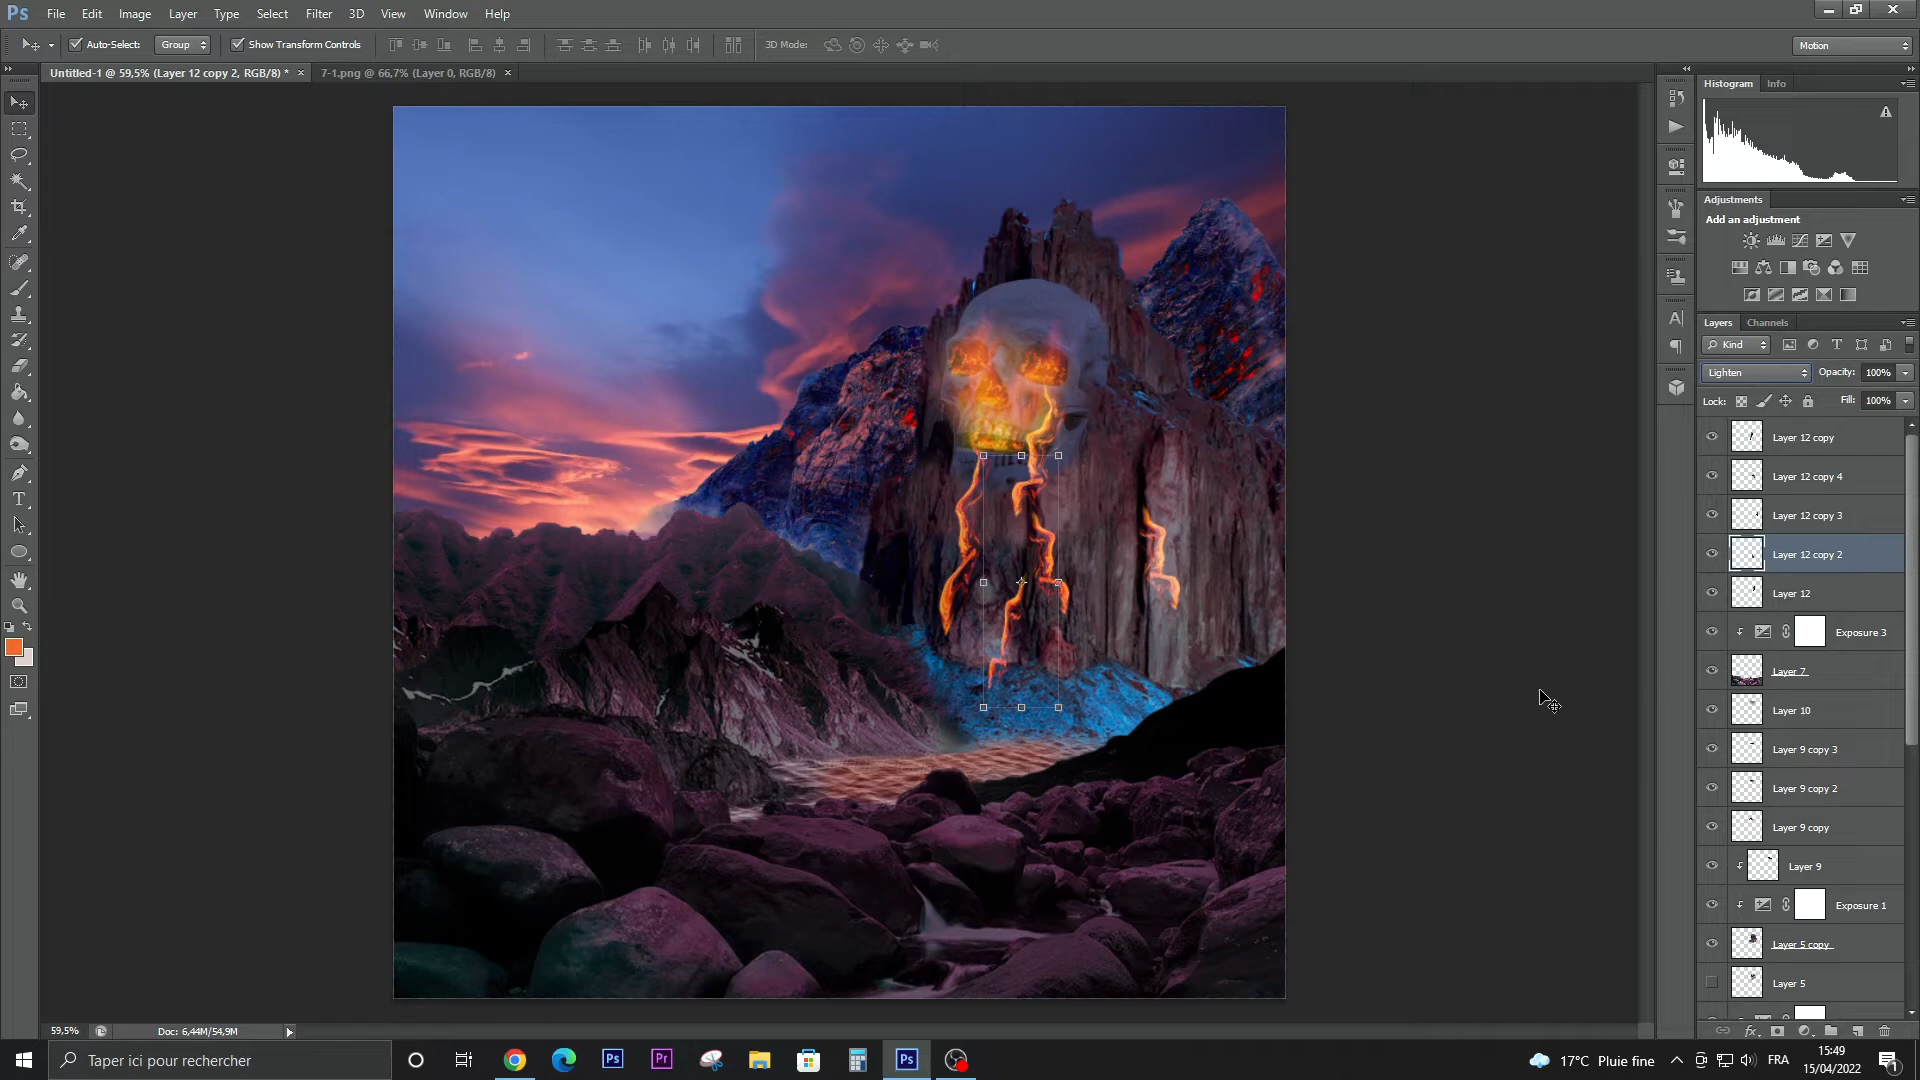 Ps File Edit Image Layer Type Select Filter 3D View Window Help
Auto-Select: Group Show Transform Controls 3D Mode: Motion
Untitled-1 @ 59,5% (Layer 12 copy 2, RGB/8) * × 7-1.png @ 66,7% (Layer 0, RGB/8) ×
Histogram Info
Adjustments
Add an adjustment
Layers Channels
Kind
Lighten Opacity: 100%
Lock: Fill: 100%
Layer 12 copy
Layer 12 copy 4
Layer 12 copy 3
Layer 12 copy 2
Layer 12
Exposure 3
Layer 7
Layer 10
Layer 9 copy 3
Layer 9 copy 2
Layer 9 copy
Layer 9
Exposure 1
Layer 5 copy
Layer 5
59,5% Doc: 6,44M/54,9M
Taper ici pour rechercher
Ps Pr Ps
17°C Pluie fine FRA
15:49
15/04/2022
1